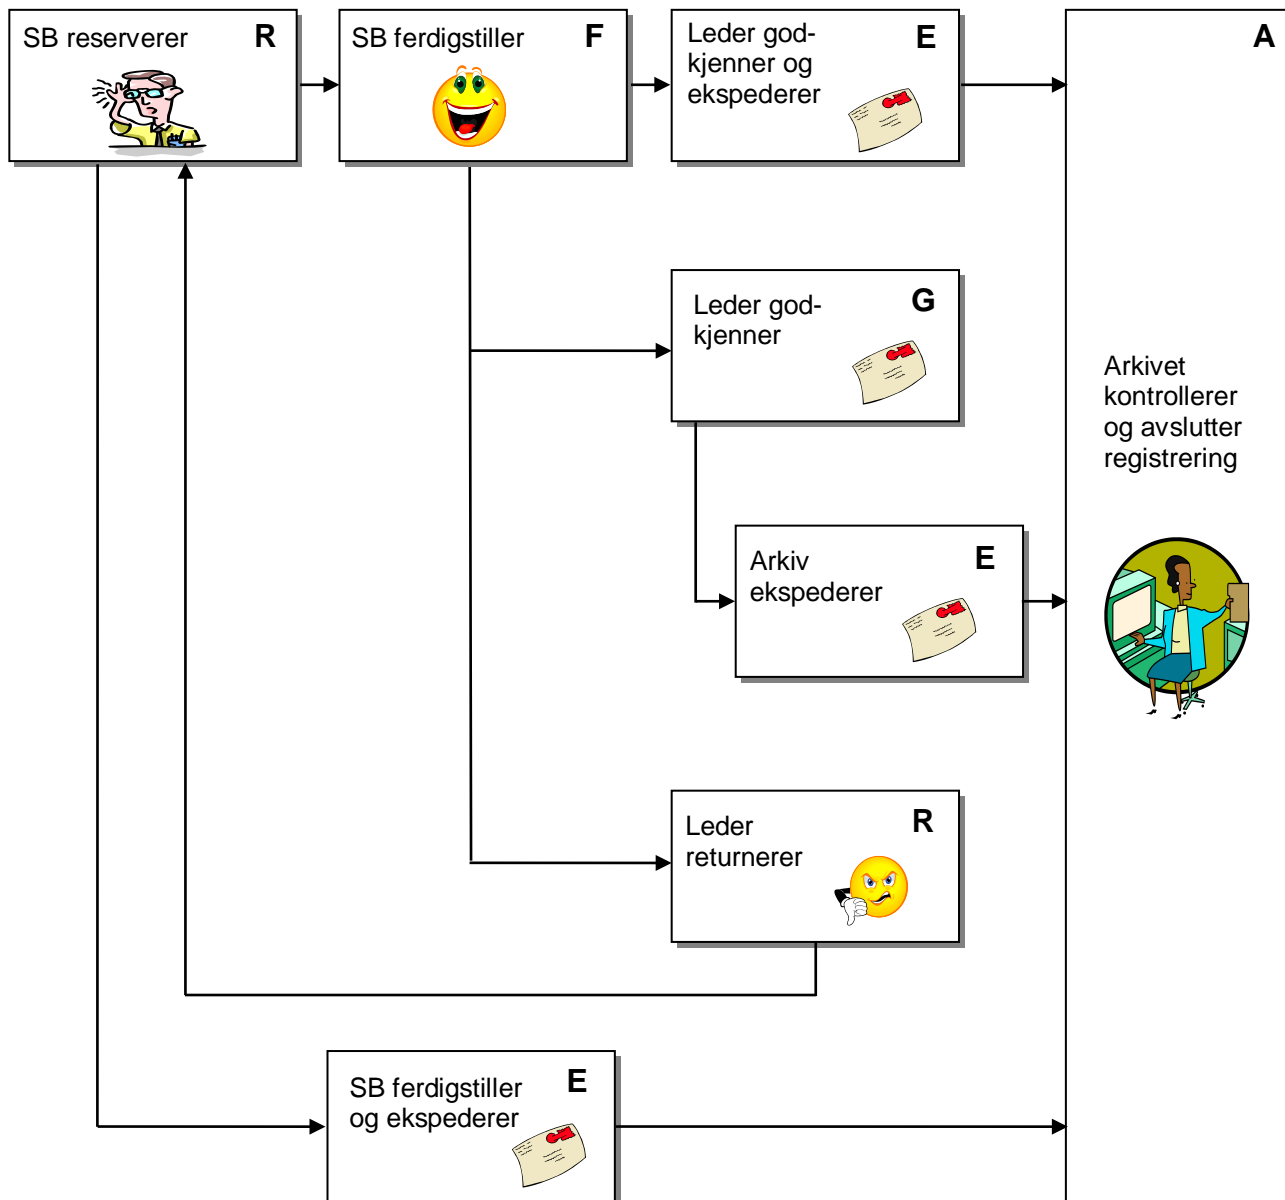 SB reserverer R
SB ferdigstiller F
Leder god-
kjenner og
ekspederer
E
A
Leder god-
kjenner
G
Arkivet
kontrollerer
og avslutter
registrering
Arkiv
ekspederer
E
Leder
returnerer
R
SB ferdigstiller
og ekspederer
E